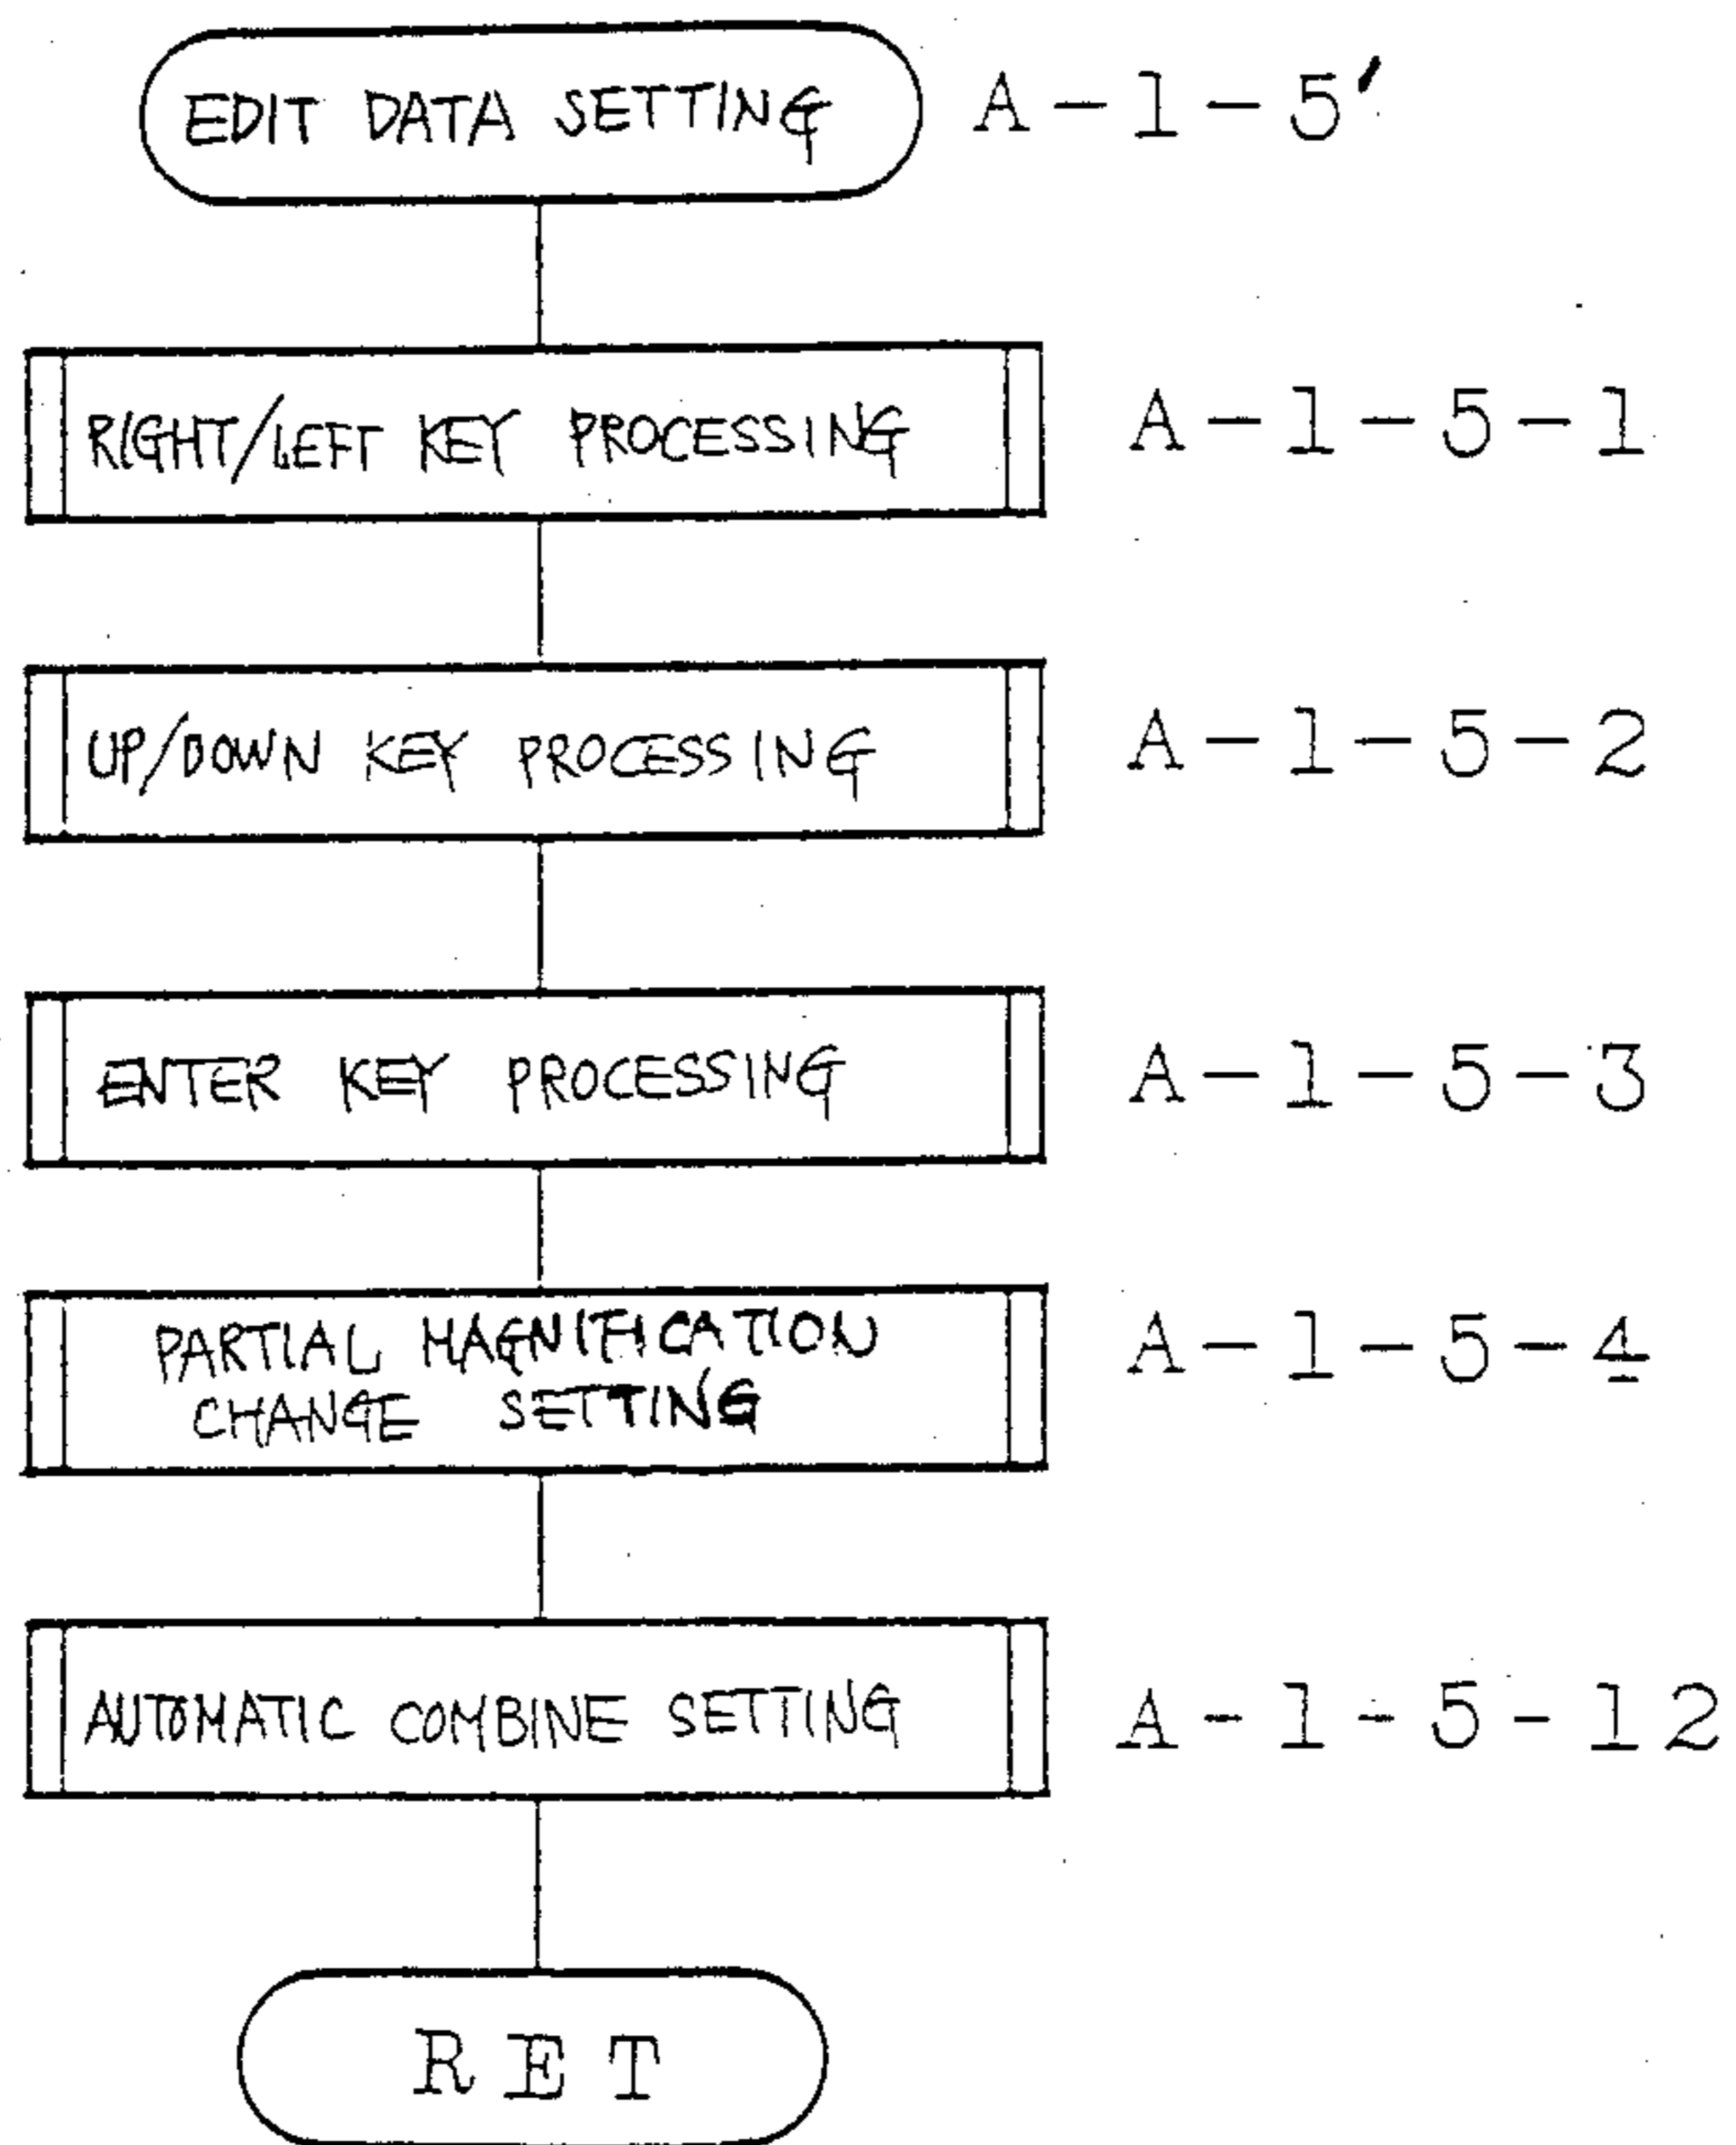 EDIT DATA SETTING A-1-5'
RIGHT/LEFT KEY PROCESSING A-1-5-1
UP/DOWN KEY PROCESSING A-1-5-2
ENTER KEY PROCESSING A-1-5-3
PARTIAL MAGNIFICATION A-1-5-4
CHANGE SETTING
AUTOMATIC COMBINE SETTING A-1-5-12
RET